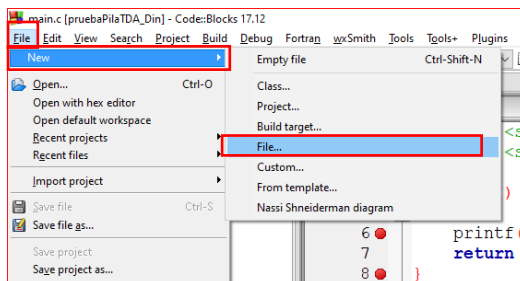 main.c [pruebaPilaTDA_Din] - Code::Blocks 17.12
File Edit View Search Project Build Debug Fortran wxSmith Tools Tools+ Plugins
New
Empty file Ctrl-Shift-N
Open... Ctrl-O
Open with hex editor
Open default workspace
Recent projects
Recent files
Import project
Save file Ctrl-S
Save file as...
Save project
Save project as...
Class...
Project...
Build target...
File...
Custom...
From template...
Nassi Shneiderman diagram
<s
<s
)
6 printf(
7 return
8 }